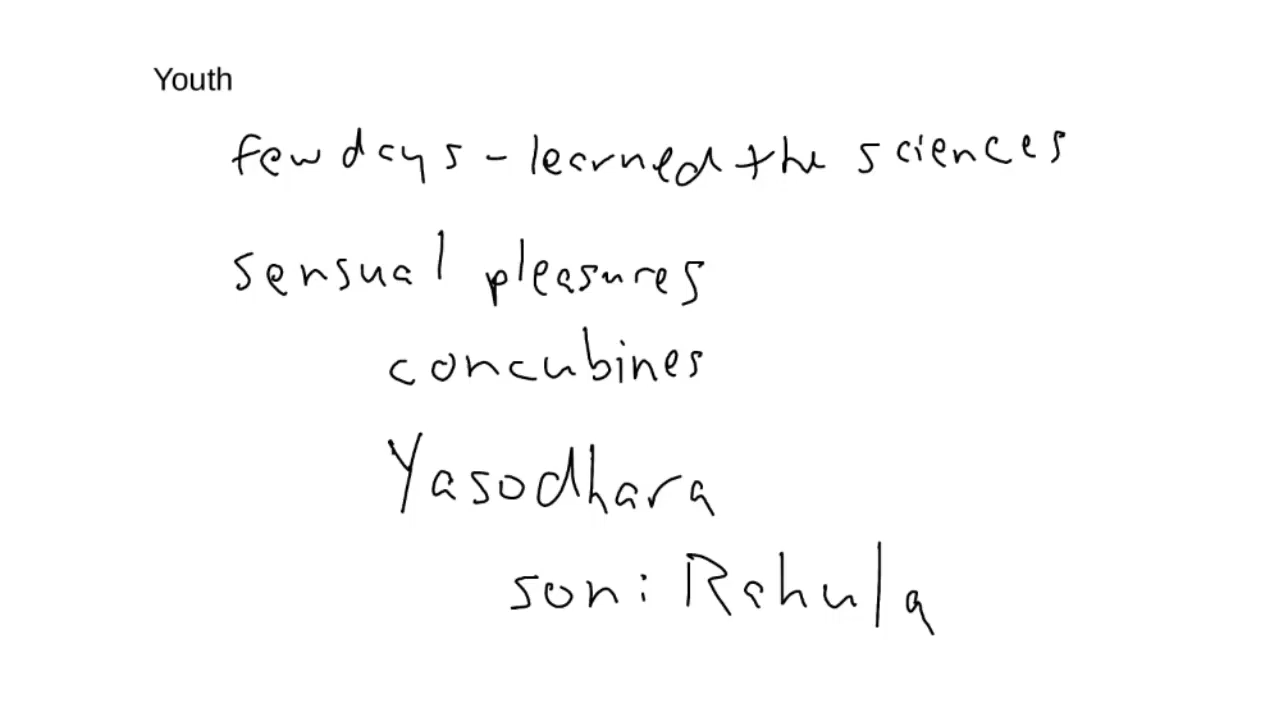 Youth
few days - learned the sciences
sensual pleasures
concubines
Yasodhara
son: Rahula